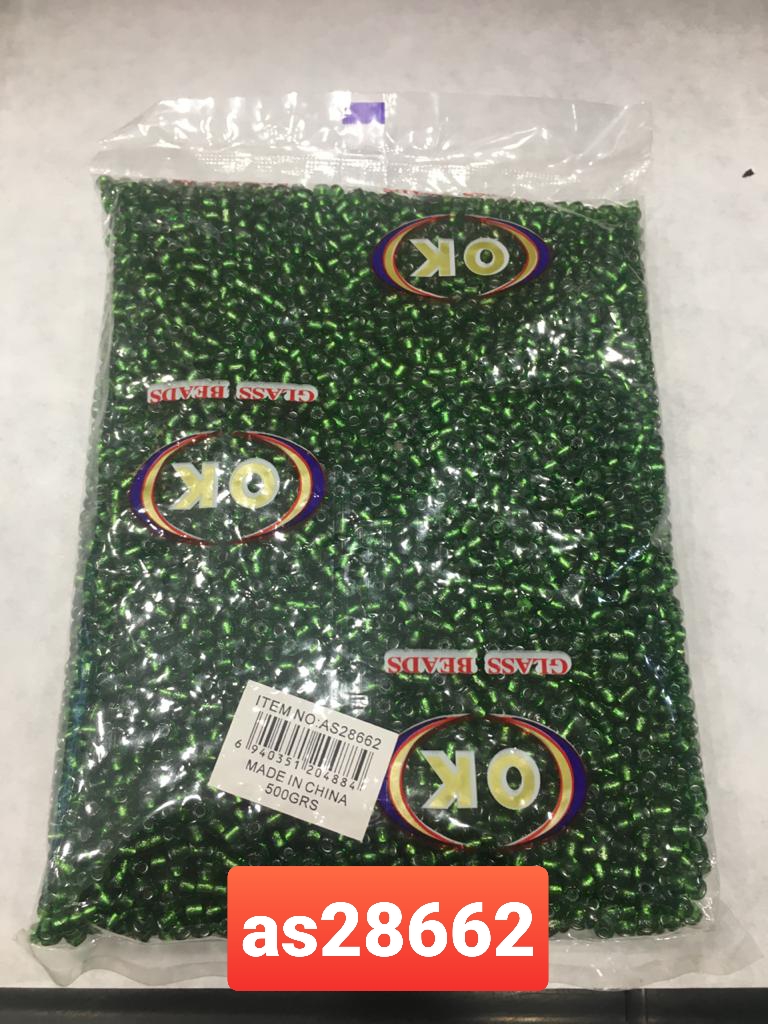 OK
GLASS BEADS
OK
GLASS BEADS
OK
ITEM NO:AS28662
6 940351 204884
MADE IN CHINA
500GRS
as28662